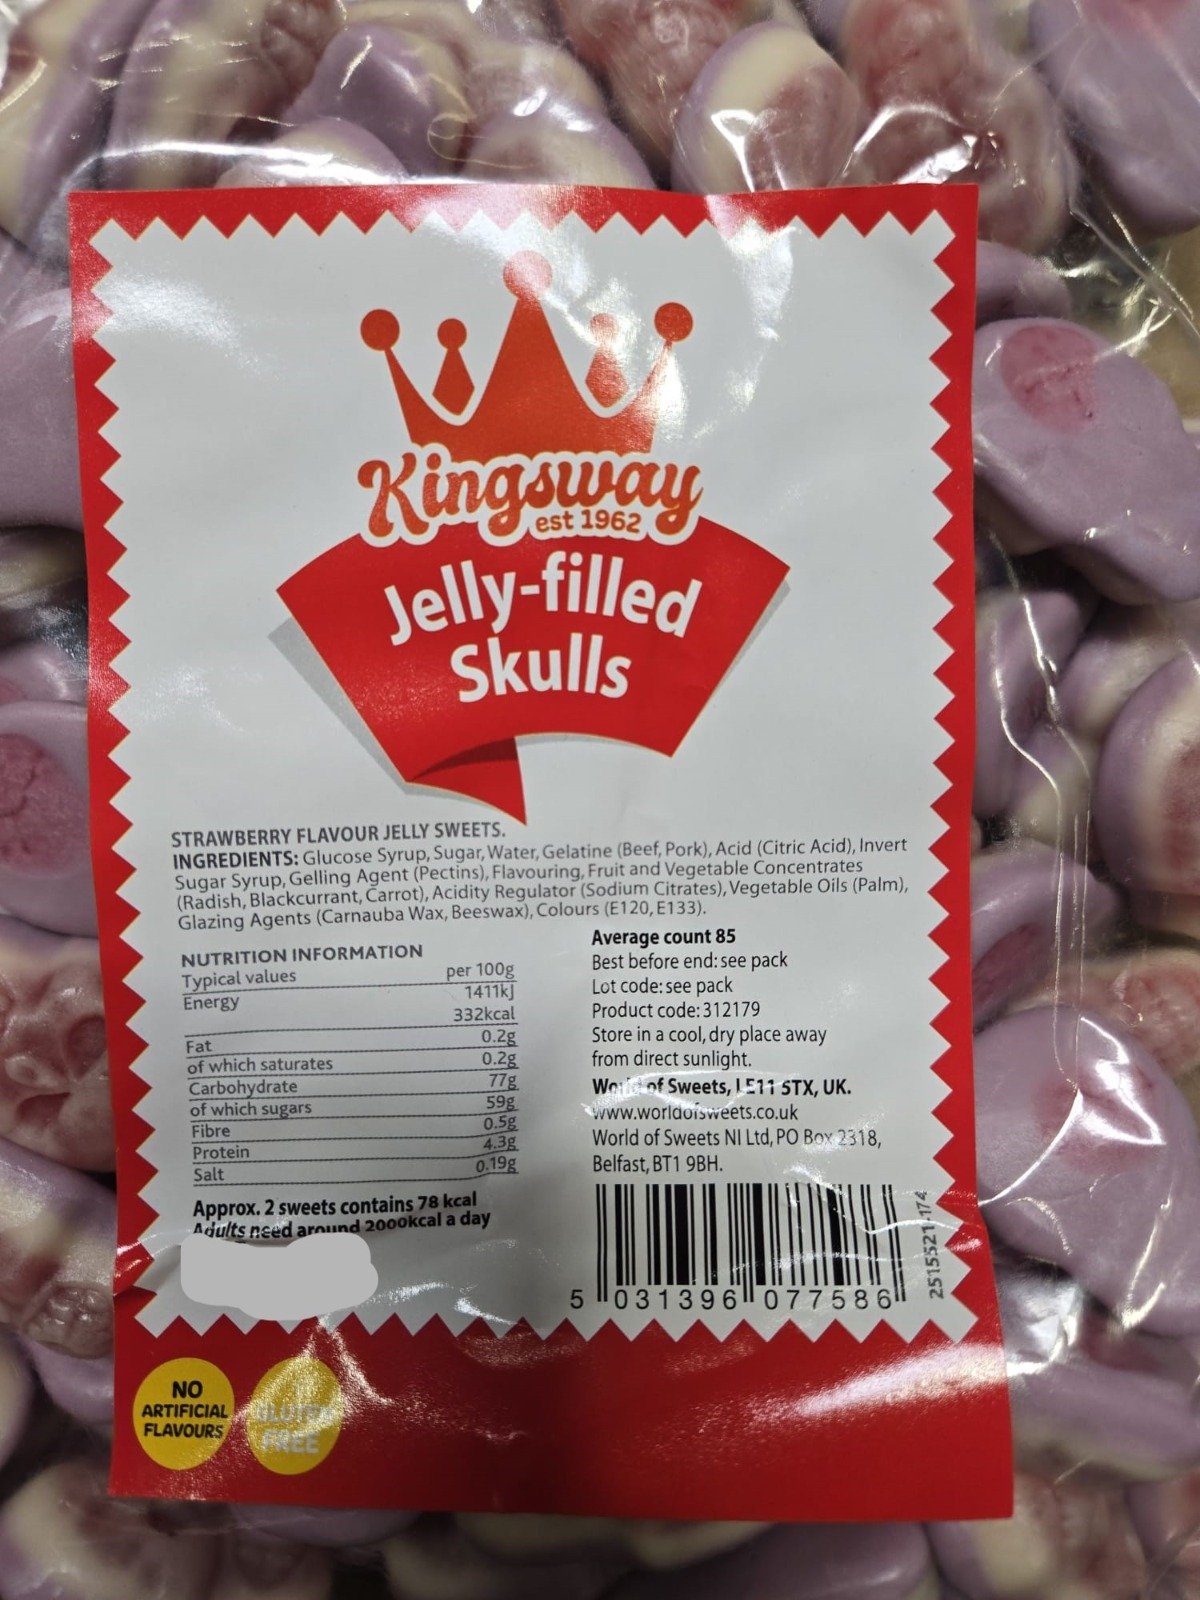 Kingsway
est 1962
Jelly-filled
Skulls
STRAWBERRY FLAVOUR JELLY SWEETS.
INGREDIENTS: Glucose Syrup, Sugar, Water, Gelatine (Beef, Pork), Acid (Citric Acid), Invert
Sugar Syrup, Gelling Agent (Pectins), Flavouring, Fruit and Vegetable Concentrates
(Radish, Blackcurrant, Carrot), Acidity Regulator (Sodium Citrates), Vegetable Oils (Palm),
Glazing Agents (Carnauba Wax, Beeswax), Colours (E120, E133).
NUTRITION INFORMATION
Typical values per 100g
Energy 1411kJ
332kcal
Fat 0.2g
of which saturates 0.2g
Carbohydrate 77g
of which sugars 59g
Fibre 0.5g
Protein 4.3g
Salt 0.19g
Approx. 2 sweets contains 78 kcal
Adults need around 2000kcal a day
Average count 85
Best before end: see pack
Lot code: see pack
Product code: 312179
Store in a cool, dry place away
from direct sunlight.
World of Sweets, LE11 5TX, UK.
www.worldofsweets.co.uk
World of Sweets NI Ltd, PO Box 2318,
Belfast, BT1 9BH.
5 031396 077586
2515521-174
NO
ARTIFICIAL
FLAVOURS
GLUTEN
FREE